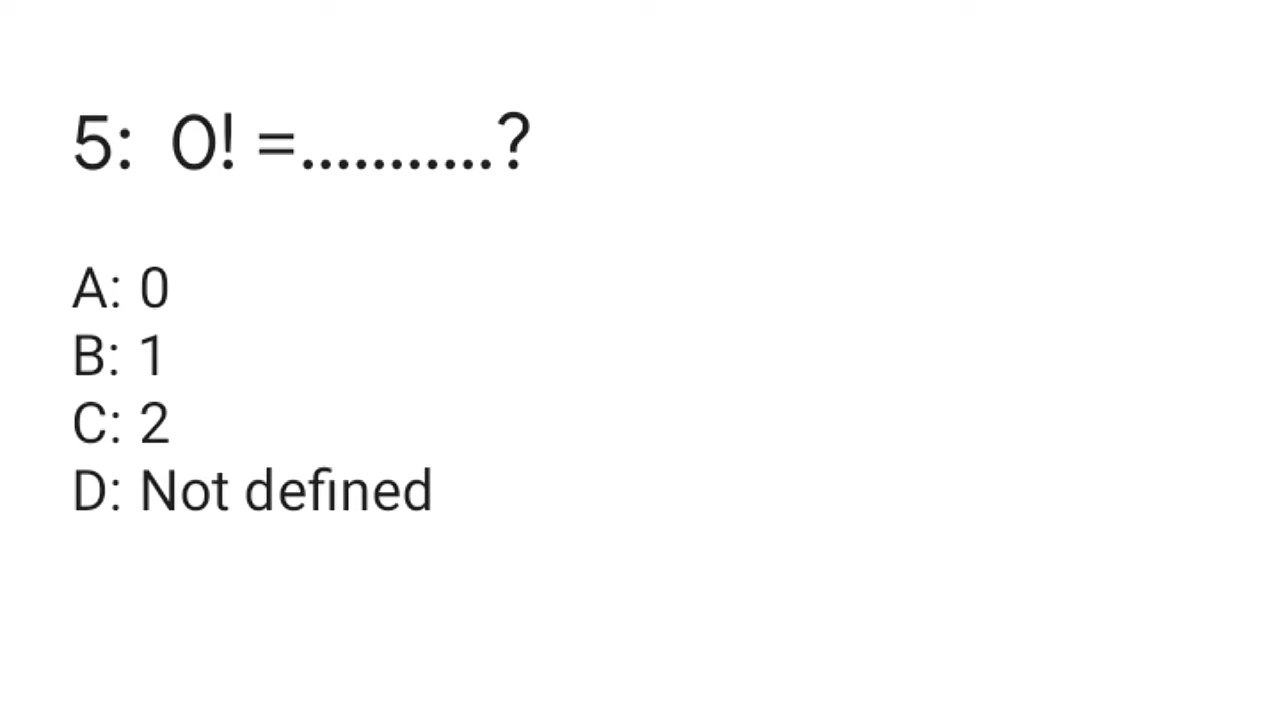 5: 0! =...........?
A: 0
B: 1
C: 2
D: Not defined